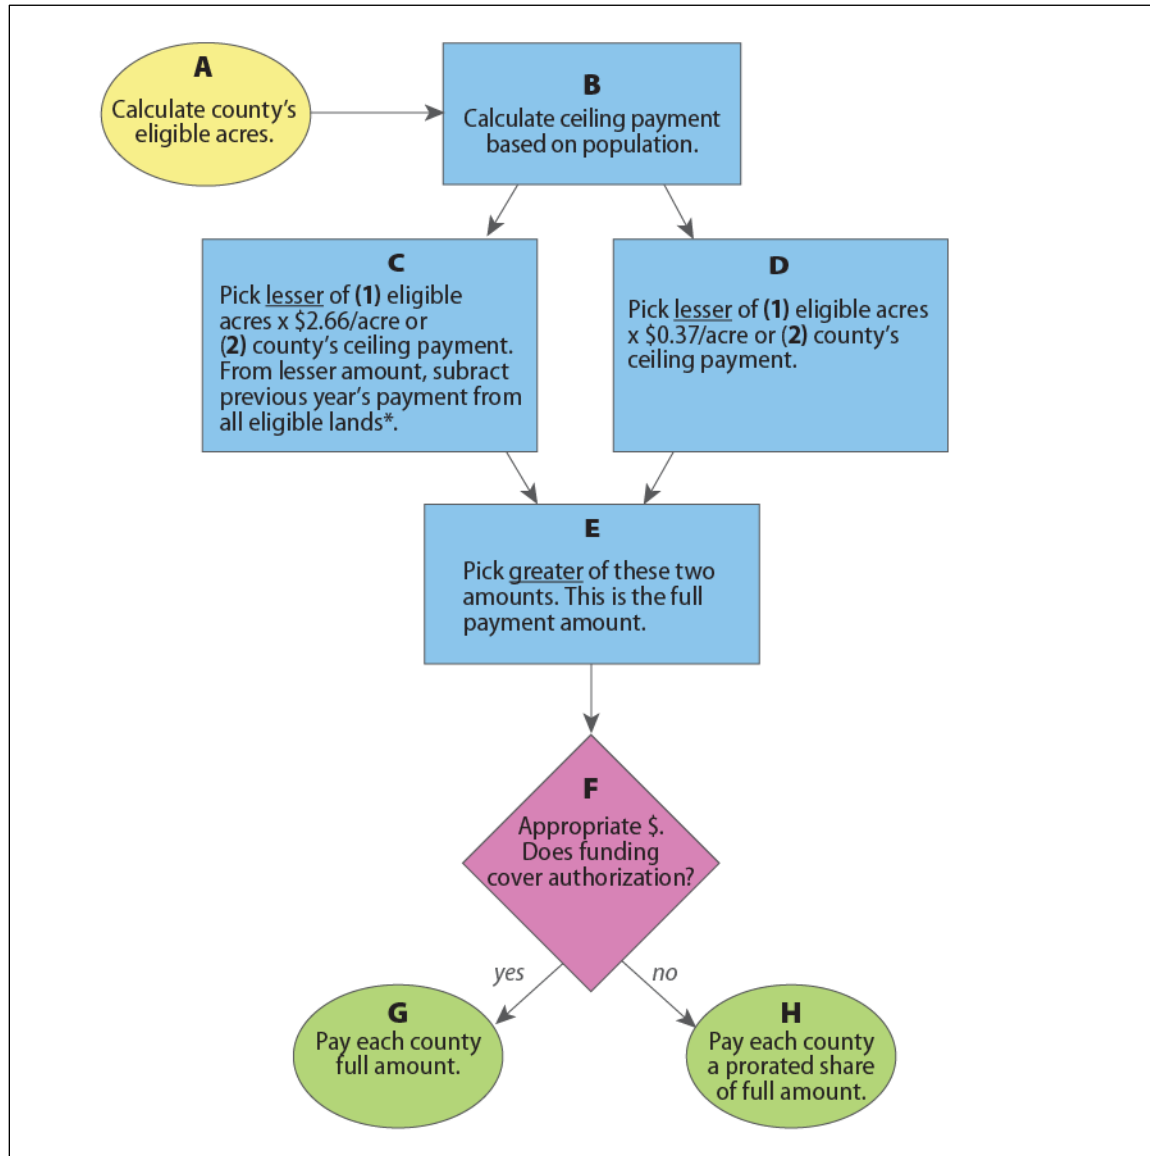 A
Calculate county's
eligible acres.
B
Calculate ceiling payment
based on population.
C
Pick lesser of (1) eligible
acres x $2.66/acre or
(2) county's ceiling payment.
From lesser amount, subract
previous year's payment from
all eligible lands*.
D
Pick lesser of (1) eligible acres
x $0.37/acre or (2) county's
ceiling payment.
E
Pick greater of these two
amounts. This is the full
payment amount.
F
Appropriate $.
Does funding
cover authorization?
yes
no
G
Pay each county
full amount.
H
Pay each county
a prorated share
of full amount.